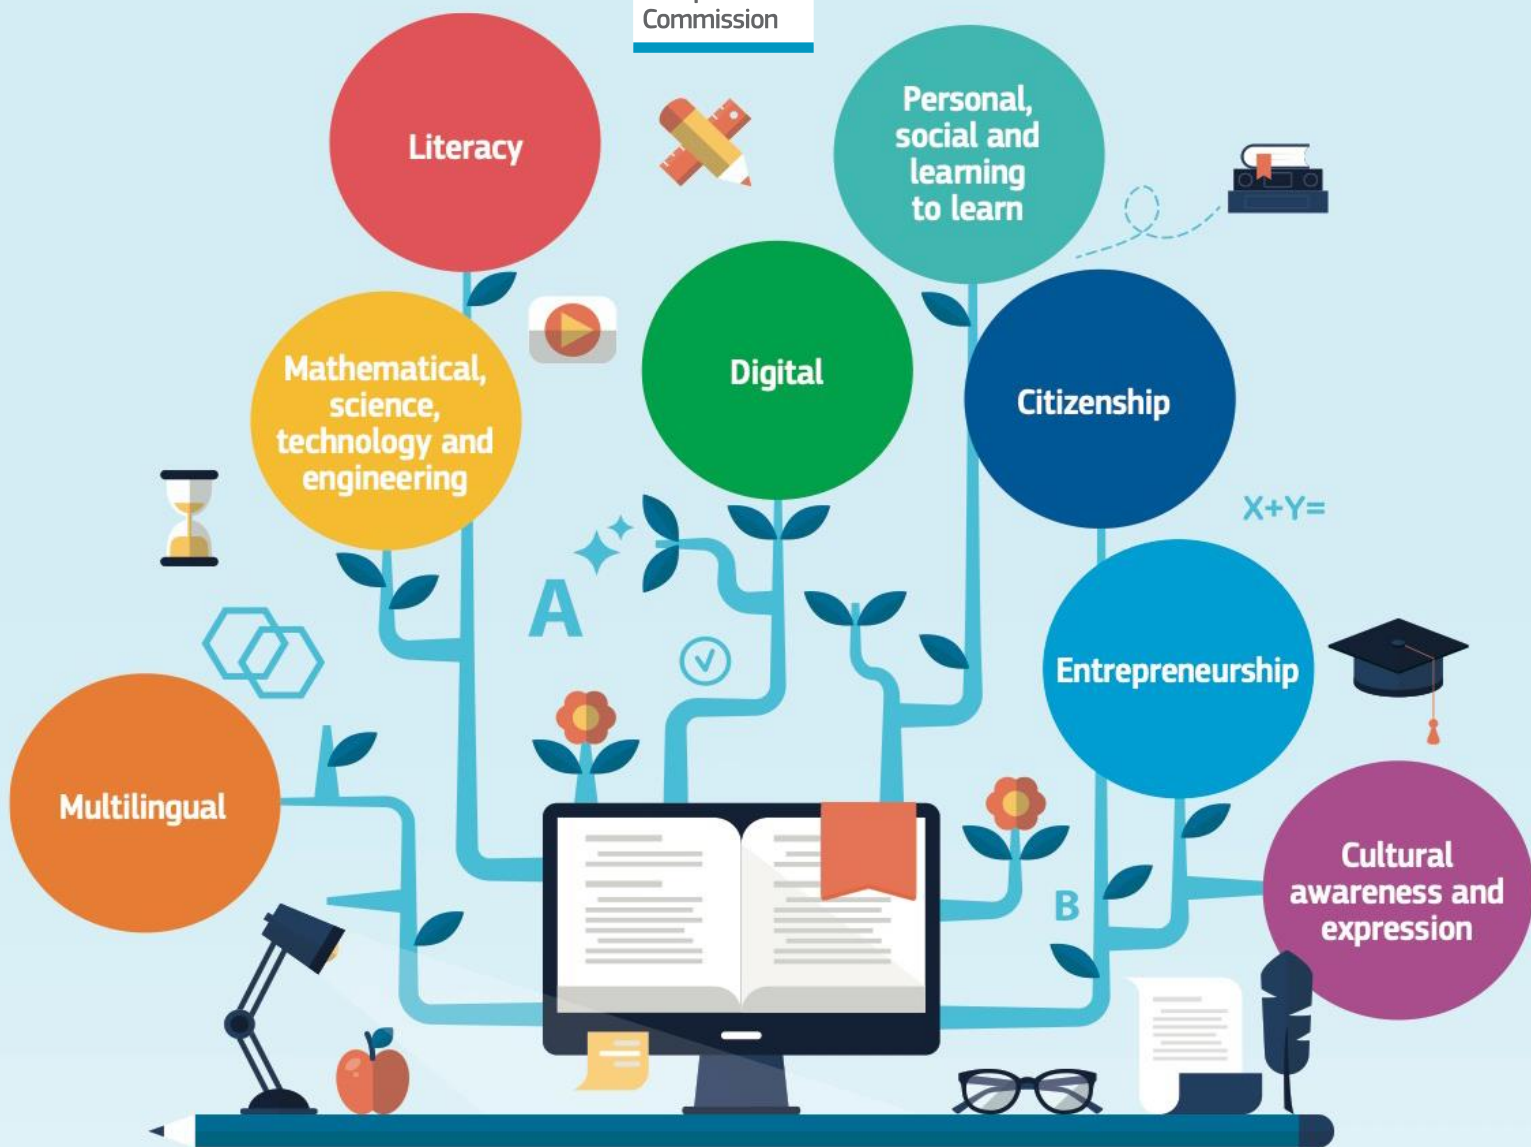 Commission
Literacy
Personal,
social and
learning
to learn
Mathematical,
science,
technology and
engineering
Digital
Citizenship
X+Y=
A
Entrepreneurship
Multilingual
Cultural
awareness and
expression
B